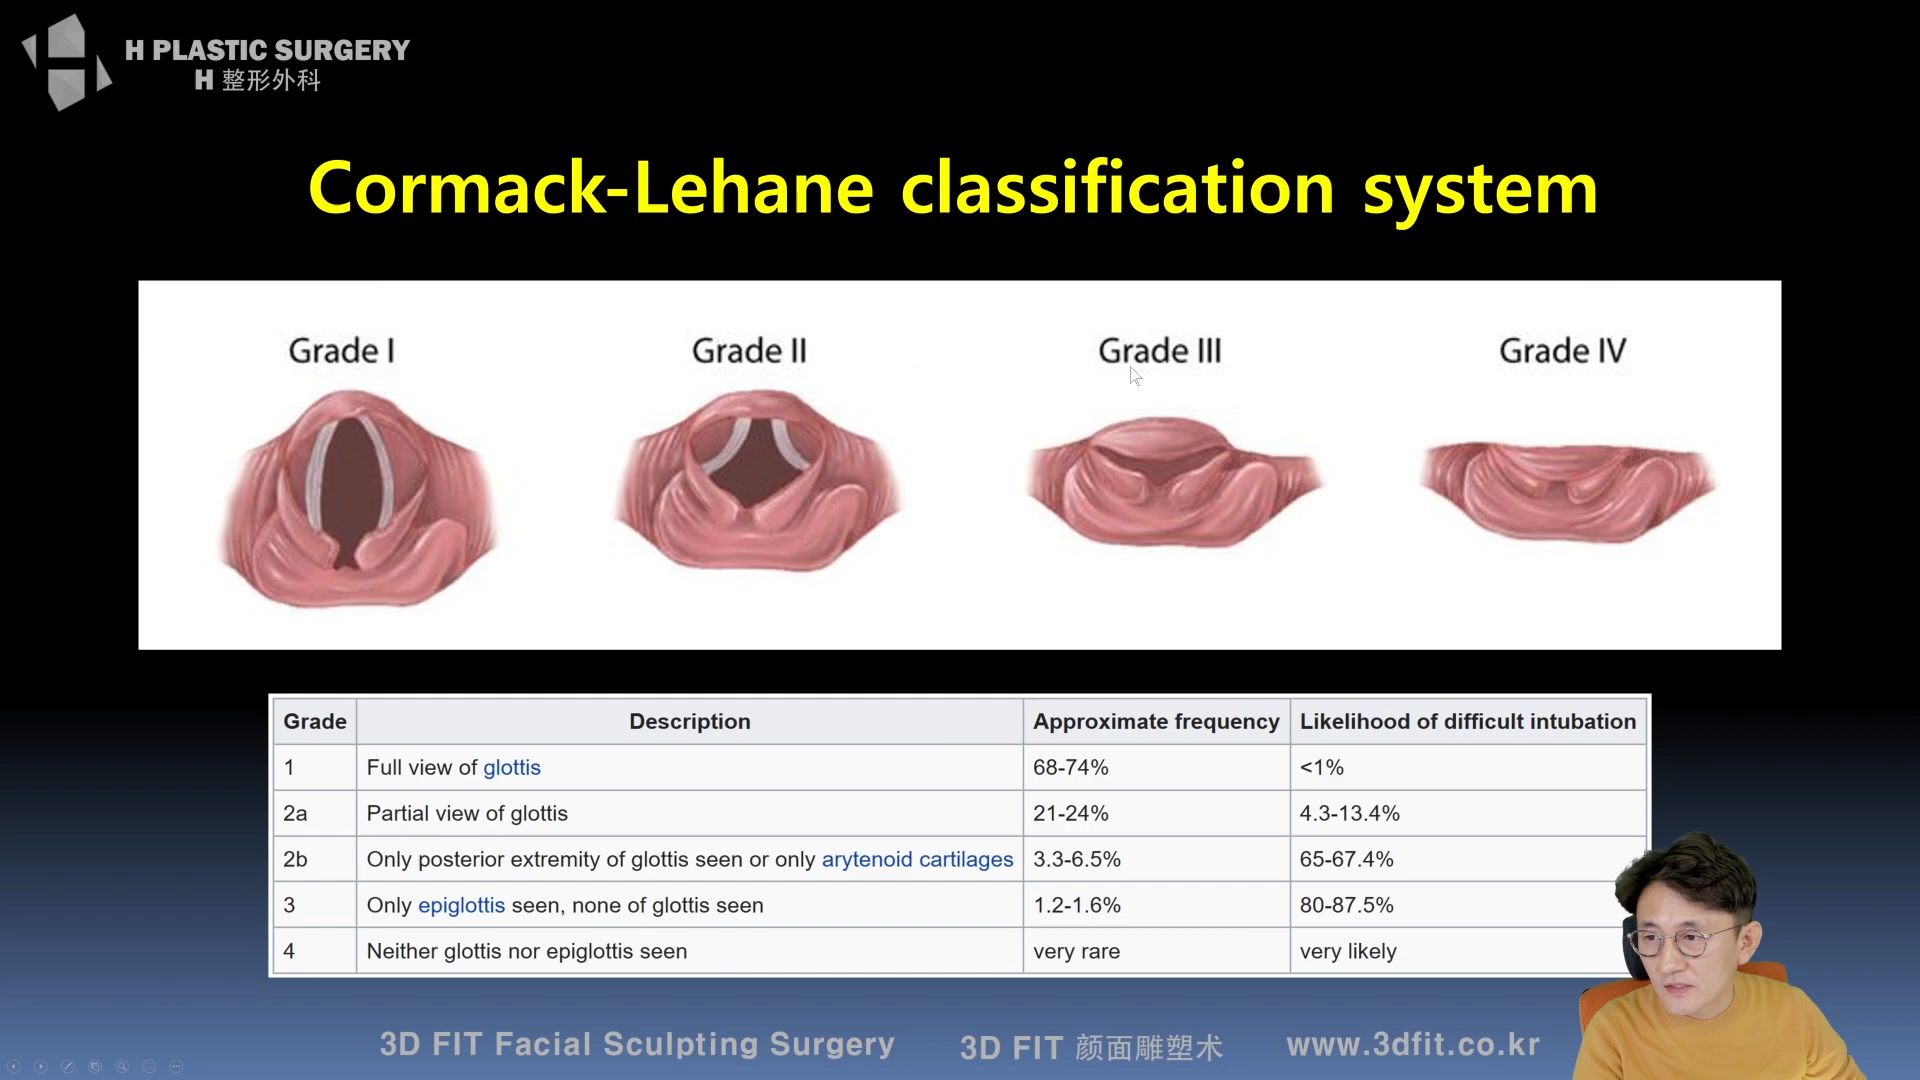 H PLASTIC SURGERY
H 整形外科
Cormack-Lehane classification system
Grade I Grade II Grade III Grade IV
Grade Description Approximate frequency Likelihood of difficult intubation
1 Full view of glottis 68-74% <1%
2a Partial view of glottis 21-24% 4.3-13.4%
2b Only posterior extremity of glottis seen or only arytenoid cartilages 3.3-6.5% 65-67.4%
3 Only epiglottis seen, none of glottis seen 1.2-1.6% 80-87.5%
4 Neither glottis nor epiglottis seen very rare very likely
3D FIT Facial Sculpting Surgery 3D FIT 颜面雕塑术 www.3dfit.co.kr